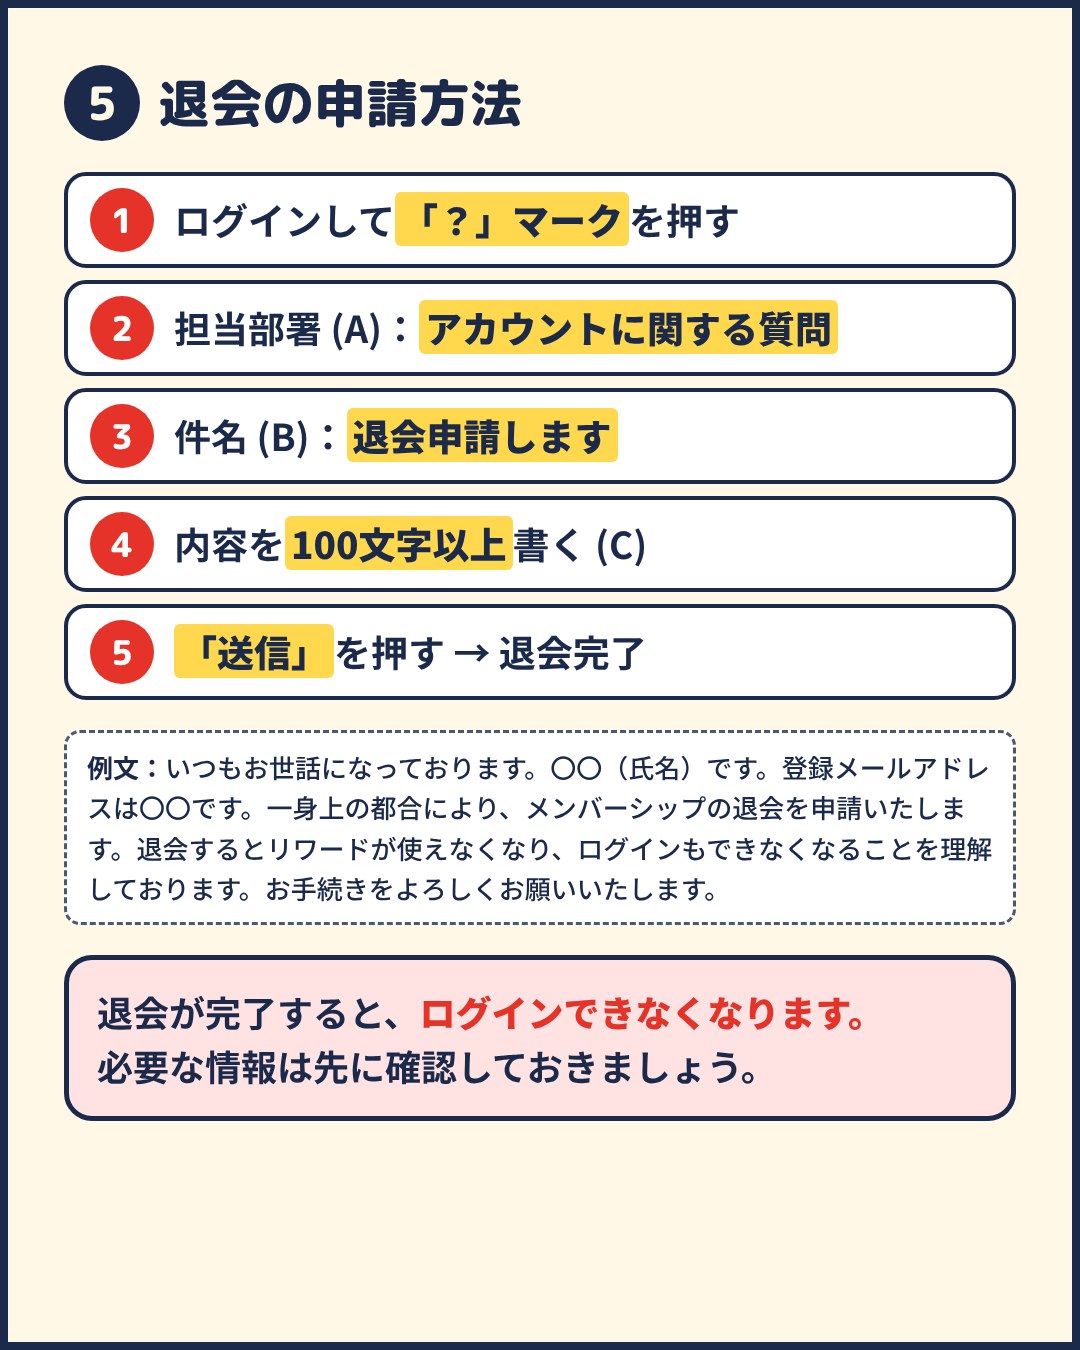 5 退会の申請方法
1 ログインして「？」マークを押す
2 担当部署 (A)：アカウントに関する質問
3 件名 (B)：退会申請します
4 内容を100文字以上書く (C)
5 「送信」を押す → 退会完了
例文：いつもお世話になっております。〇〇（氏名）です。登録メールアドレ
スは〇〇です。一身上の都合により、メンバーシップの退会を申請いたしま
す。退会するとリワードが使えなくなり、ログインもできなくなることを理解
しております。お手続きをよろしくお願いいたします。
退会が完了すると、ログインできなくなります。
必要な情報は先に確認しておきましょう。